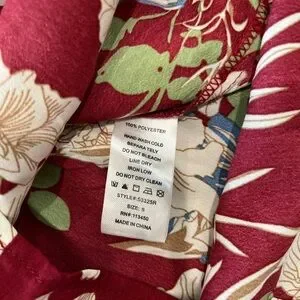 100% POLYESTER
HAND WASH COLD
SEPARATELY
DO NOT BLEACH
LINE DRY
IRON LOW
DO NOT DRY CLEAN
STYLE#:S3325R
SIZE: S
RN#:113450
MADE IN CHINA